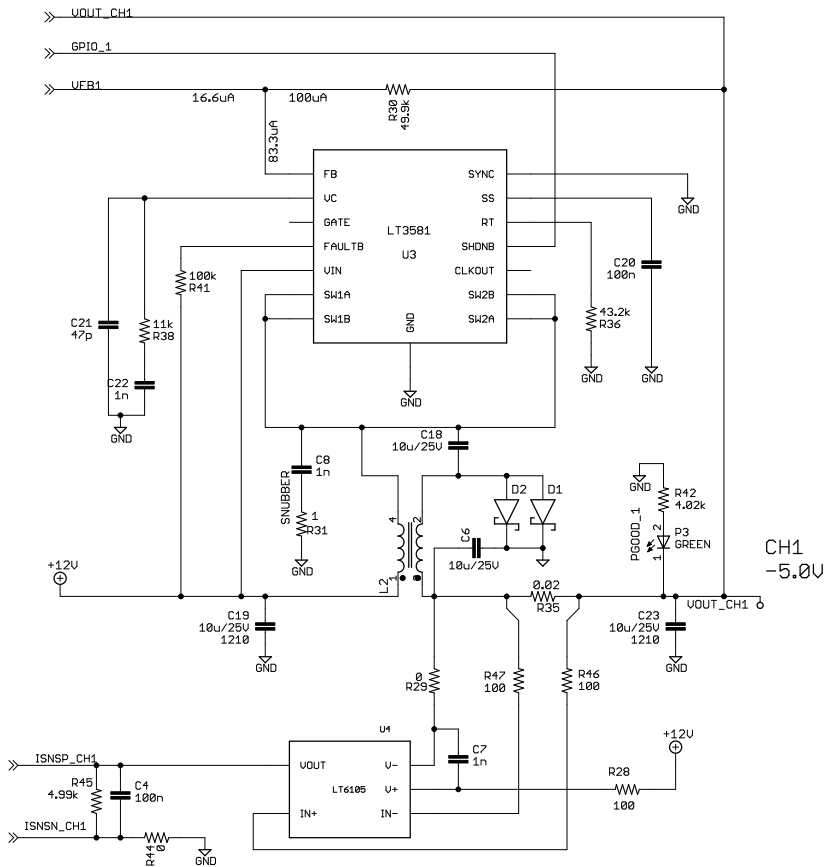 VOUT_CH1
GPIO_1
VFB1
16.6uA
100uA
R30
49.9k
83.3uA
FB
VC
GATE
FAULTB
VIN
SW1A
SW1B
LT3581
U3
GND
SYNC
SS
RT
SHDNB
CLKOUT
SW2B
SW2A
GND
C20
100n
100k
R41
C21
47p
11k
R38
43.2k
R36
C22
1n
GND
GND
GND
GND
C18
10u/25V
C8
1n
SNUBBER
1
R31
GND
D2
D1
GND
R42
4.02k
PGOOD_1
2
P3
GREEN
1
CH1
-5.0V
4
2
C6
10u/25V
GND
+12V
L2
1
0.02
R35
VOUT_CH1
C19
10u/25V
1210
GND
C23
10u/25V
1210
GND
0
R29
R47
100
R46
100
U4
+12V
C7
1n
ISNSP_CH1
VOUT
V-
R45
4.99k
C4
100n
LT6105
V+
R28
100
IN+
IN-
ISNSN_CH1
R44
0
GND